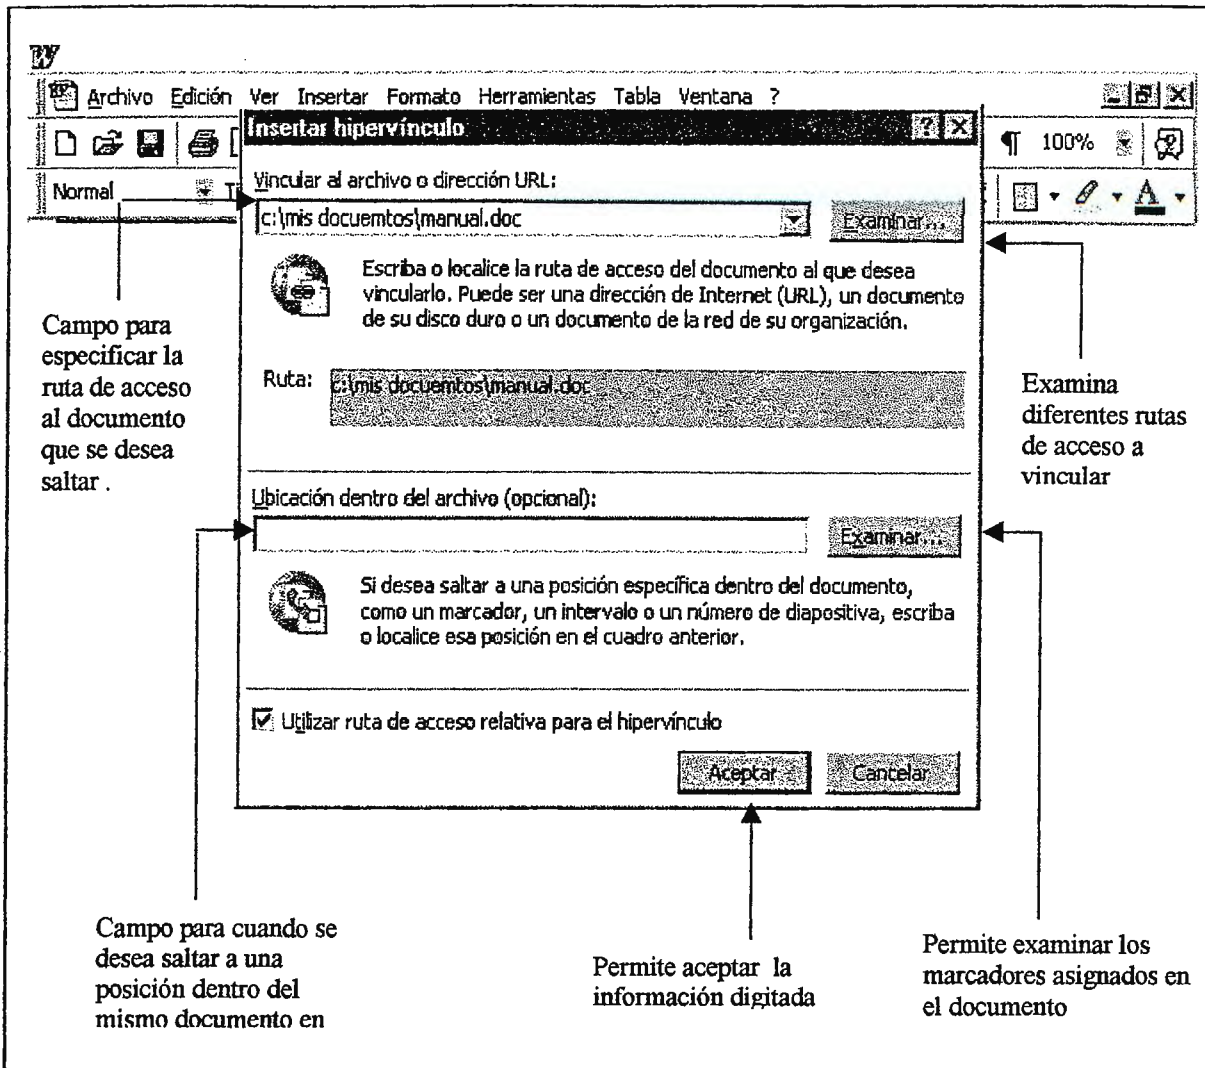 W
Archivo Edición Ver Insertar Formato Herramientas Tabla Ventana ?
Insertar hipervínculo
100%
Normal
Vincular al archivo o dirección URL:
c:\mis docuemtos\manual.doc
Examinar...
Escriba o localice la ruta de acceso del documento al que desea
vincularlo. Puede ser una dirección de Internet (URL), un documento
de su disco duro o un documento de la red de su organización.
Ruta: c:\mis docuemtos\manual.doc
Campo para
especificar la
ruta de acceso
al documento
que se desea
saltar .
Examina
diferentes rutas
de acceso a
vincular
Ubicación dentro del archivo (opcional):
Examinar...
Si desea saltar a una posición específica dentro del documento,
como un marcador, un intervalo o un número de diapositiva, escriba
o localice esa posición en el cuadro anterior.
Utilizar ruta de acceso relativa para el hipervínculo
Aceptar Cancelar
Campo para cuando se
desea saltar a una
posición dentro del
mismo documento en
Permite aceptar la
información digitada
Permite examinar los
marcadores asignados en
el documento